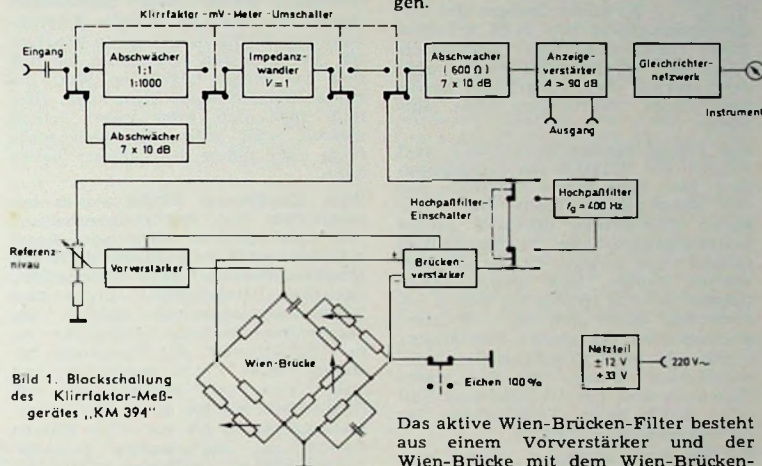 gen.
Klirrfaktor-mV-Meter-Umschalter
Eingang
Abschwächer
1:1
1:1000
Impedanz-
wandler
V=1
Abschwächer
(600 Ω)
7 x 10 dB
Anzeige-
verstärker
A > 90 dB
Gleichrichter-
netzwerk
Instrument
Abschwächer
7 x 10 dB
Ausgang
Hochpaßfilter-
Einschalter
Hochpaßfilter
fg = 400 Hz
Referenz-
nivau
Vorverstärker
+
Brücken-
verstärker
–
Wien-Brücke
Eichen 100%
Netzteil
± 12 V
+33 V
220 V~
Bild 1. Blockschaltung
des Klirrfaktor-Meß-
gerätes „KM 394"
Das aktive Wien-Brücken-Filter besteht
aus einem Vorverstärker und der
Wien-Brücke mit dem Wien-Brücken-